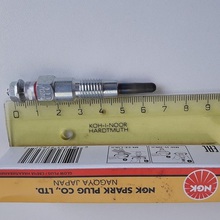 0 1 2 3 4 5 6 7 8 9
KOH-I-NOOR
HARDTMUTH
NGK SPARK PLUG CO., LTD.
NAGOYA JAPAN
NGK